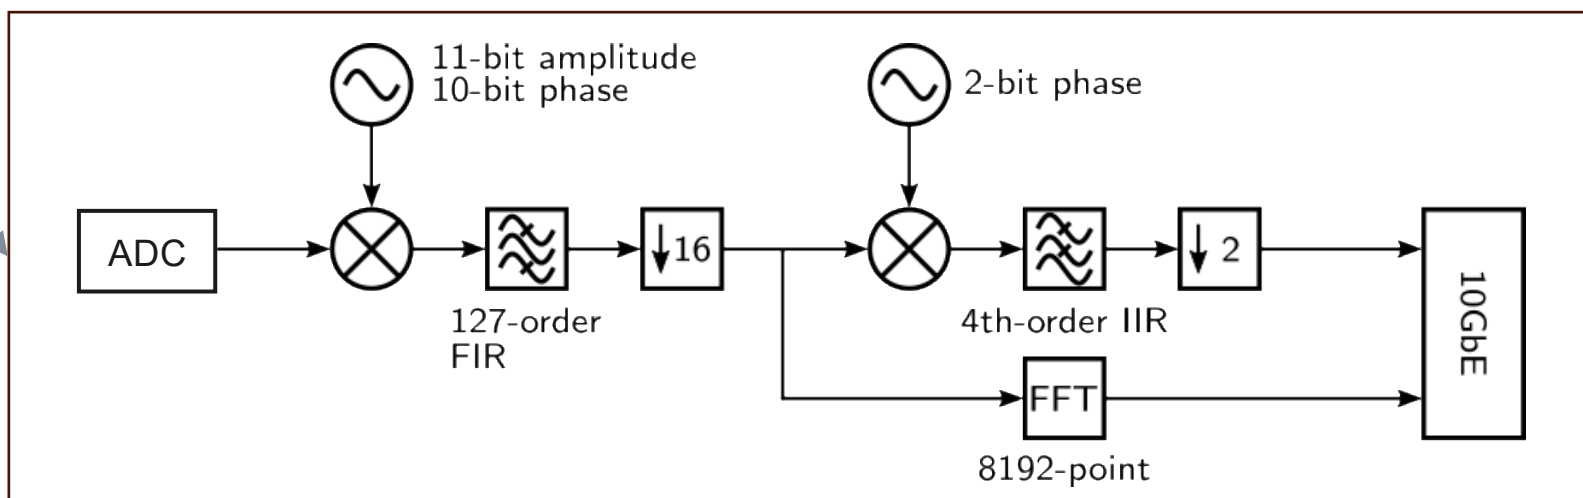 11-bit amplitude
10-bit phase
2-bit phase
ADC
↓16
↓ 2
127-order
FIR
4th-order IIR
10GbE
FFT
8192-point